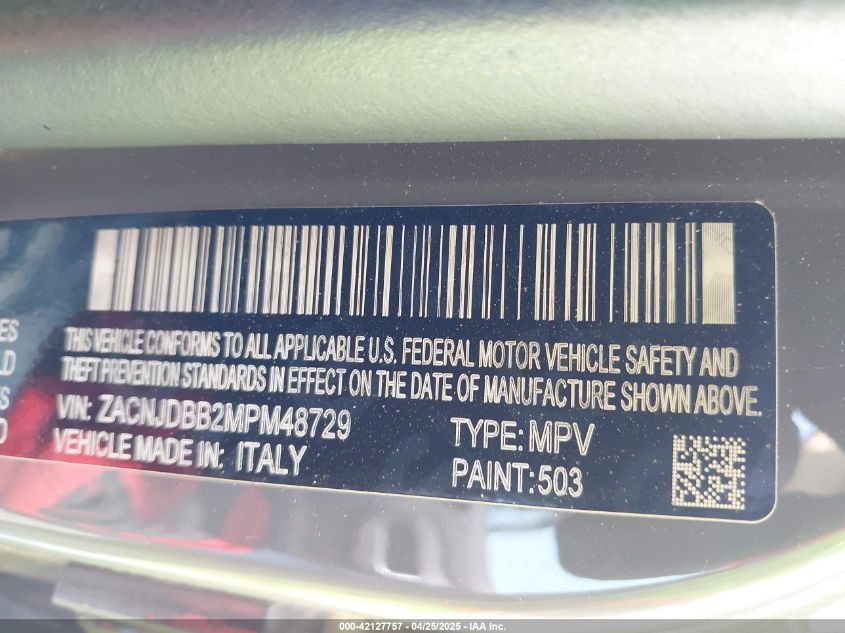 ES
LD
S
D
THIS VEHICLE CONFORMS TO ALL APPLICABLE U.S. FEDERAL MOTOR VEHICLE SAFETY AND
THEFT PREVENTION STANDARDS IN EFFECT ON THE DATE OF MANUFACTURE SHOWN ABOVE.
VIN: ZACNJDBB2MPM48729
VEHICLE MADE IN: ITALY
TYPE: MPV
PAINT: 503
000-42127757 - 04/25/2025 - IAA Inc.